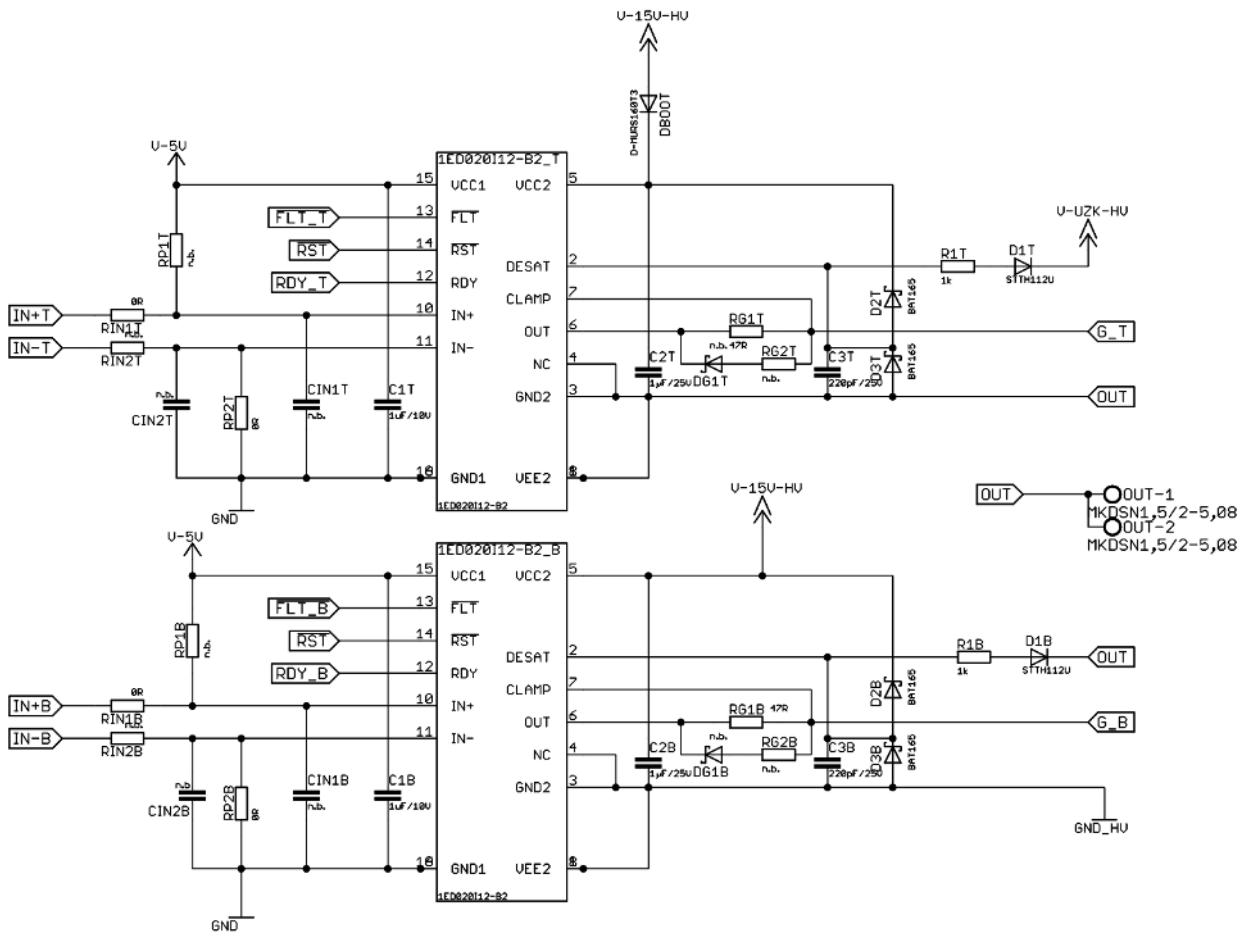 V-15V-HV
D-MURS160T3
DBOOT
V-5V
1ED020I12-B2_T
15 VCC1 VCC2 5
FLT_T 13 FLT
RST 14 RST
RDY_T 12 RDY
RP1T
n.b.
DESAT 2
R1T
1k
D1T
STTH112U
V-UZK-HV
CLAMP 7
IN+T
0R
RIN1T
10 IN+
OUT 6
IN-T
n.b.
RIN2T
11 IN-
RG1T
47R
n.b.
DG1T
RG2T
n.b.
D2T
BAT165
G_T
NC 4
C2T
1µF/25V
C3T
220pF/25V
D3T
BAT165
GND2 3
OUT
n.b.
CIN2T
RP2T
0R
CIN1T
n.b.
C1T
1uF/10V
GND1 VEE2
GND
1ED020I12-B2
OUT
OUT-1
MKDSN1,5/2-5,08
OUT-2
MKDSN1,5/2-5,08
V-15V-HV
V-5V
1ED020I12-B2_B
15 VCC1 VCC2 5
FLT_B 13 FLT
RST 14 RST
RDY_B 12 RDY
RP1B
n.b.
DESAT 2
R1B
1k
D1B
STTH112U
OUT
CLAMP 7
IN+B
0R
RIN1B
10 IN+
OUT 6
IN-B
n.b.
RIN2B
11 IN-
RG1B 47R
n.b.
DG1B
RG2B
n.b.
D2B
BAT165
G_B
NC 4
C2B
1µF/25V
C3B
220pF/25V
D3B
BAT165
GND2 3
GND_HV
n.b
CIN2B
RP2B
0R
CIN1B
n.b.
C1B
1uF/10V
GND1 VEE2
GND
1ED020I12-B2